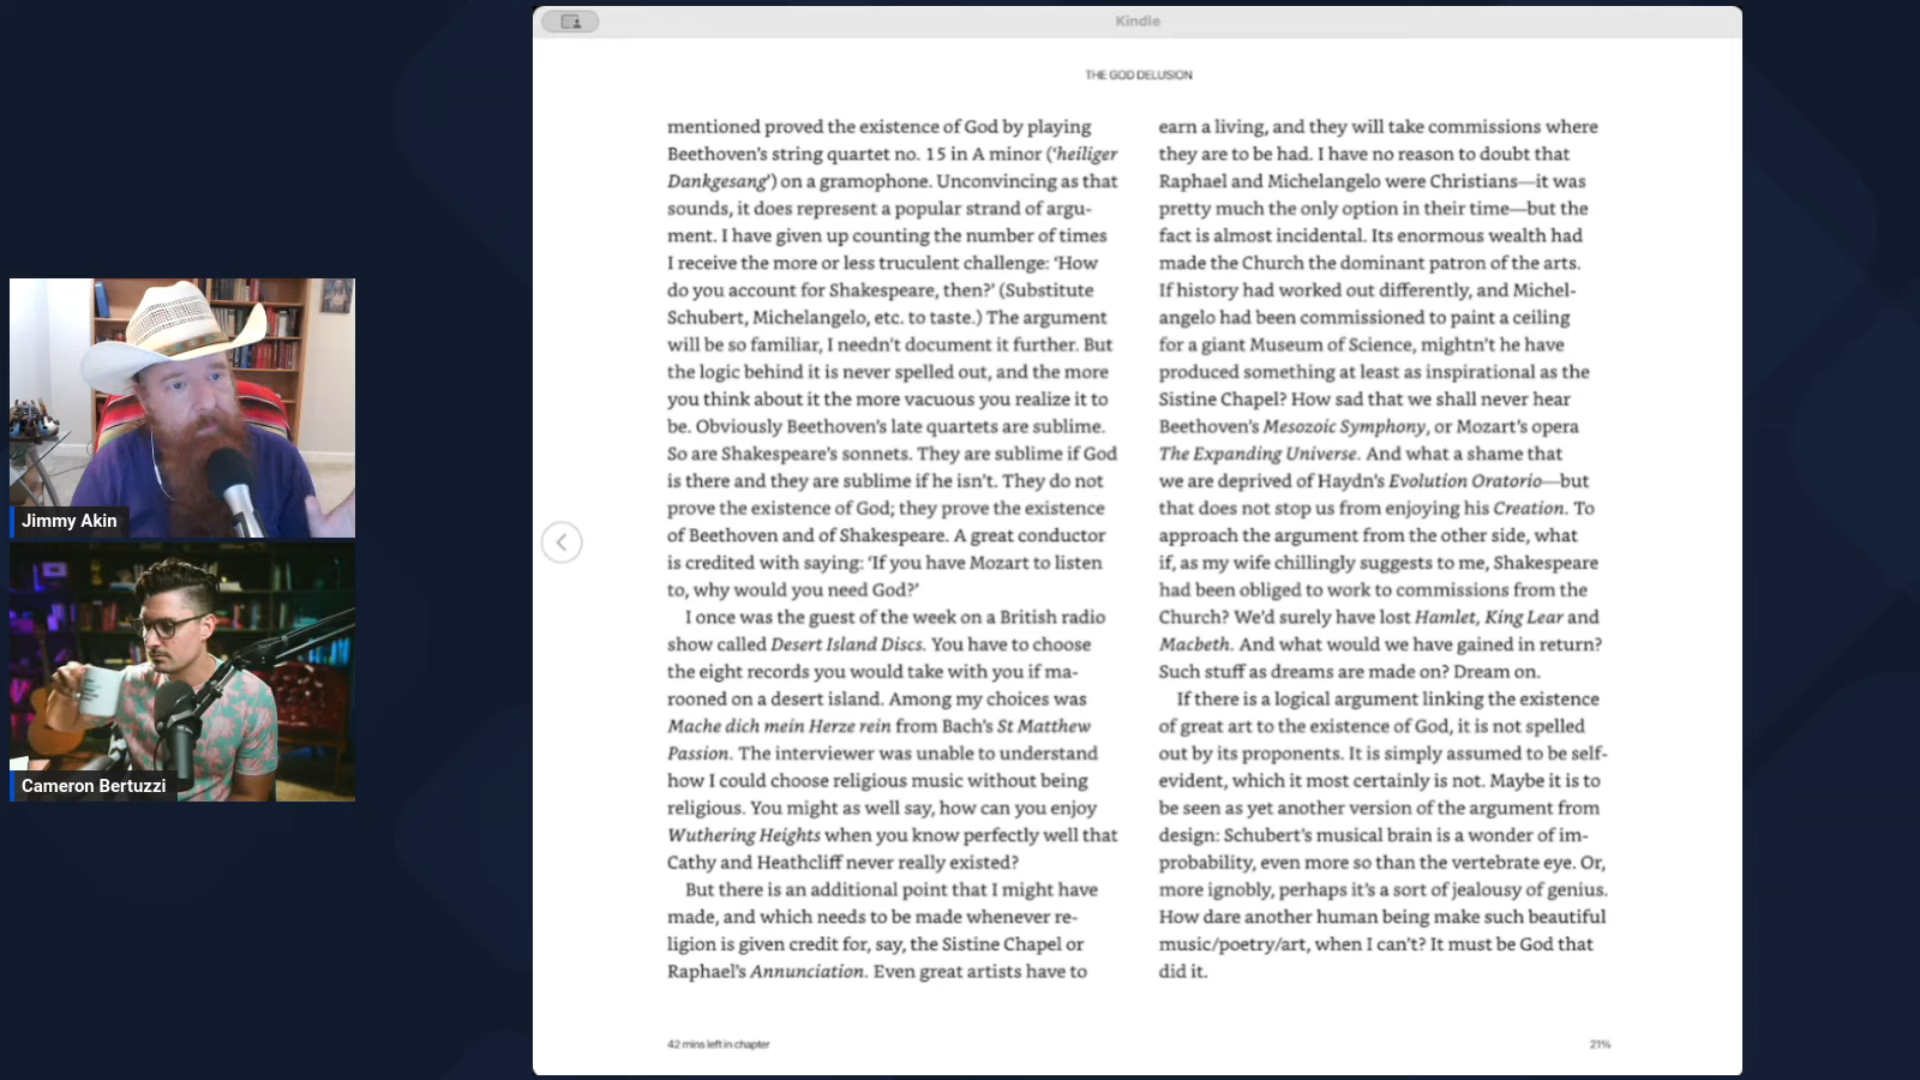 Kindle
THE GOD DELUSION
mentioned proved the existence of God by playing
Beethoven’s string quartet no. 15 in A minor (‘heiliger
Dankgesang’) on a gramophone. Unconvincing as that
sounds, it does represent a popular strand of argu-
ment. I have given up counting the number of times
I receive the more or less truculent challenge: ‘How
do you account for Shakespeare, then?’ (Substitute
Schubert, Michelangelo, etc. to taste.) The argument
will be so familiar, I needn’t document it further. But
the logic behind it is never spelled out, and the more
you think about it the more vacuous you realize it to
be. Obviously Beethoven’s late quartets are sublime.
So are Shakespeare’s sonnets. They are sublime if God
is there and they are sublime if he isn’t. They do not
prove the existence of God; they prove the existence
of Beethoven and of Shakespeare. A great conductor
is credited with saying: ‘If you have Mozart to listen
to, why would you need God?’
I once was the guest of the week on a British radio
show called Desert Island Discs. You have to choose
the eight records you would take with you if ma-
rooned on a desert island. Among my choices was
Mache dich mein Herze rein from Bach’s St Matthew
Passion. The interviewer was unable to understand
how I could choose religious music without being
religious. You might as well say, how can you enjoy
Wuthering Heights when you know perfectly well that
Cathy and Heathcliff never really existed?
But there is an additional point that I might have
made, and which needs to be made whenever re-
ligion is given credit for, say, the Sistine Chapel or
Raphael’s Annunciation. Even great artists have to
earn a living, and they will take commissions where
they are to be had. I have no reason to doubt that
Raphael and Michelangelo were Christians—it was
pretty much the only option in their time—but the
fact is almost incidental. Its enormous wealth had
made the Church the dominant patron of the arts.
If history had worked out differently, and Michel-
angelo had been commissioned to paint a ceiling
for a giant Museum of Science, mightn’t he have
produced something at least as inspirational as the
Sistine Chapel? How sad that we shall never hear
Beethoven’s Mesozoic Symphony, or Mozart’s opera
The Expanding Universe. And what a shame that
we are deprived of Haydn’s Evolution Oratorio—but
that does not stop us from enjoying his Creation. To
approach the argument from the other side, what
if, as my wife chillingly suggests to me, Shakespeare
had been obliged to work to commissions from the
Church? We’d surely have lost Hamlet, King Lear and
Macbeth. And what would we have gained in return?
Such stuff as dreams are made on? Dream on.
If there is a logical argument linking the existence
of great art to the existence of God, it is not spelled
out by its proponents. It is simply assumed to be self-
evident, which it most certainly is not. Maybe it is to
be seen as yet another version of the argument from
design: Schubert’s musical brain is a wonder of im-
probability, even more so than the vertebrate eye. Or,
more ignobly, perhaps it’s a sort of jealousy of genius.
How dare another human being make such beautiful
music/poetry/art, when I can’t? It must be God that
did it.
42 mins left in chapter
21%
Jimmy Akin
Cameron Bertuzzi